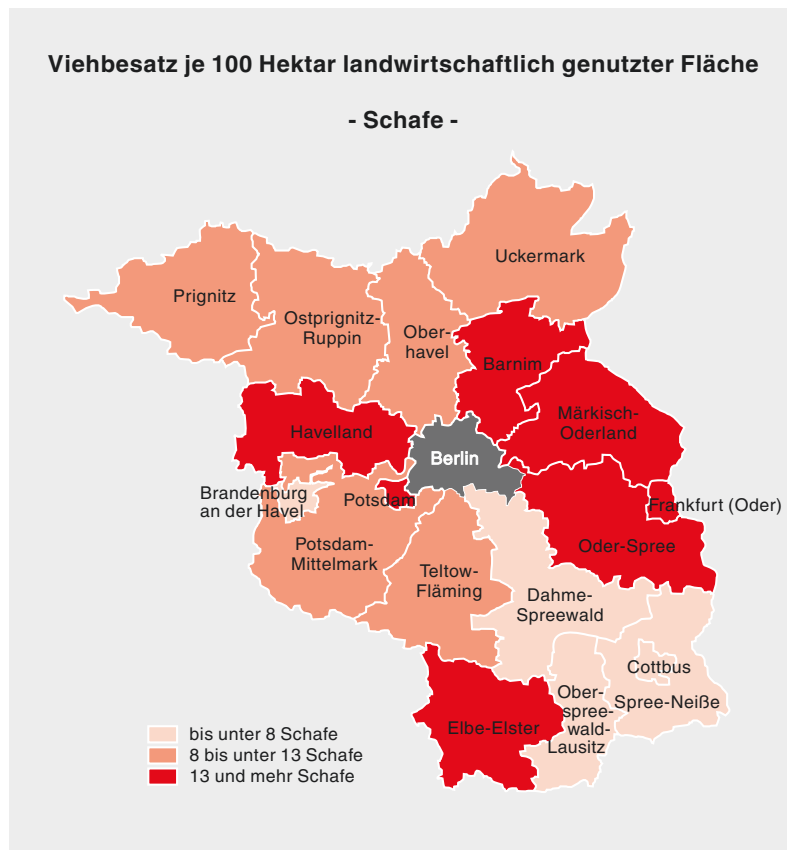 Viehbesatz je 100 Hektar landwirtschaftlich genutzter Fläche
- Schafe -
Uckermark
Prignitz
Ostprignitz-
Ruppin
Ober-
havel
Barnim
Märkisch-
Oderland
Havelland
Berlin
Brandenburg
an der Havel
Potsdam
Frankfurt (Oder)
Potsdam-
Mittelmark
Oder-Spree
Teltow-
Fläming
Dahme-
Spreewald
Cottbus
Spree-Neiße
Ober-
spree-
wald-
Lausitz
Elbe-Elster
bis unter 8 Schafe
8 bis unter 13 Schafe
13 und mehr Schafe